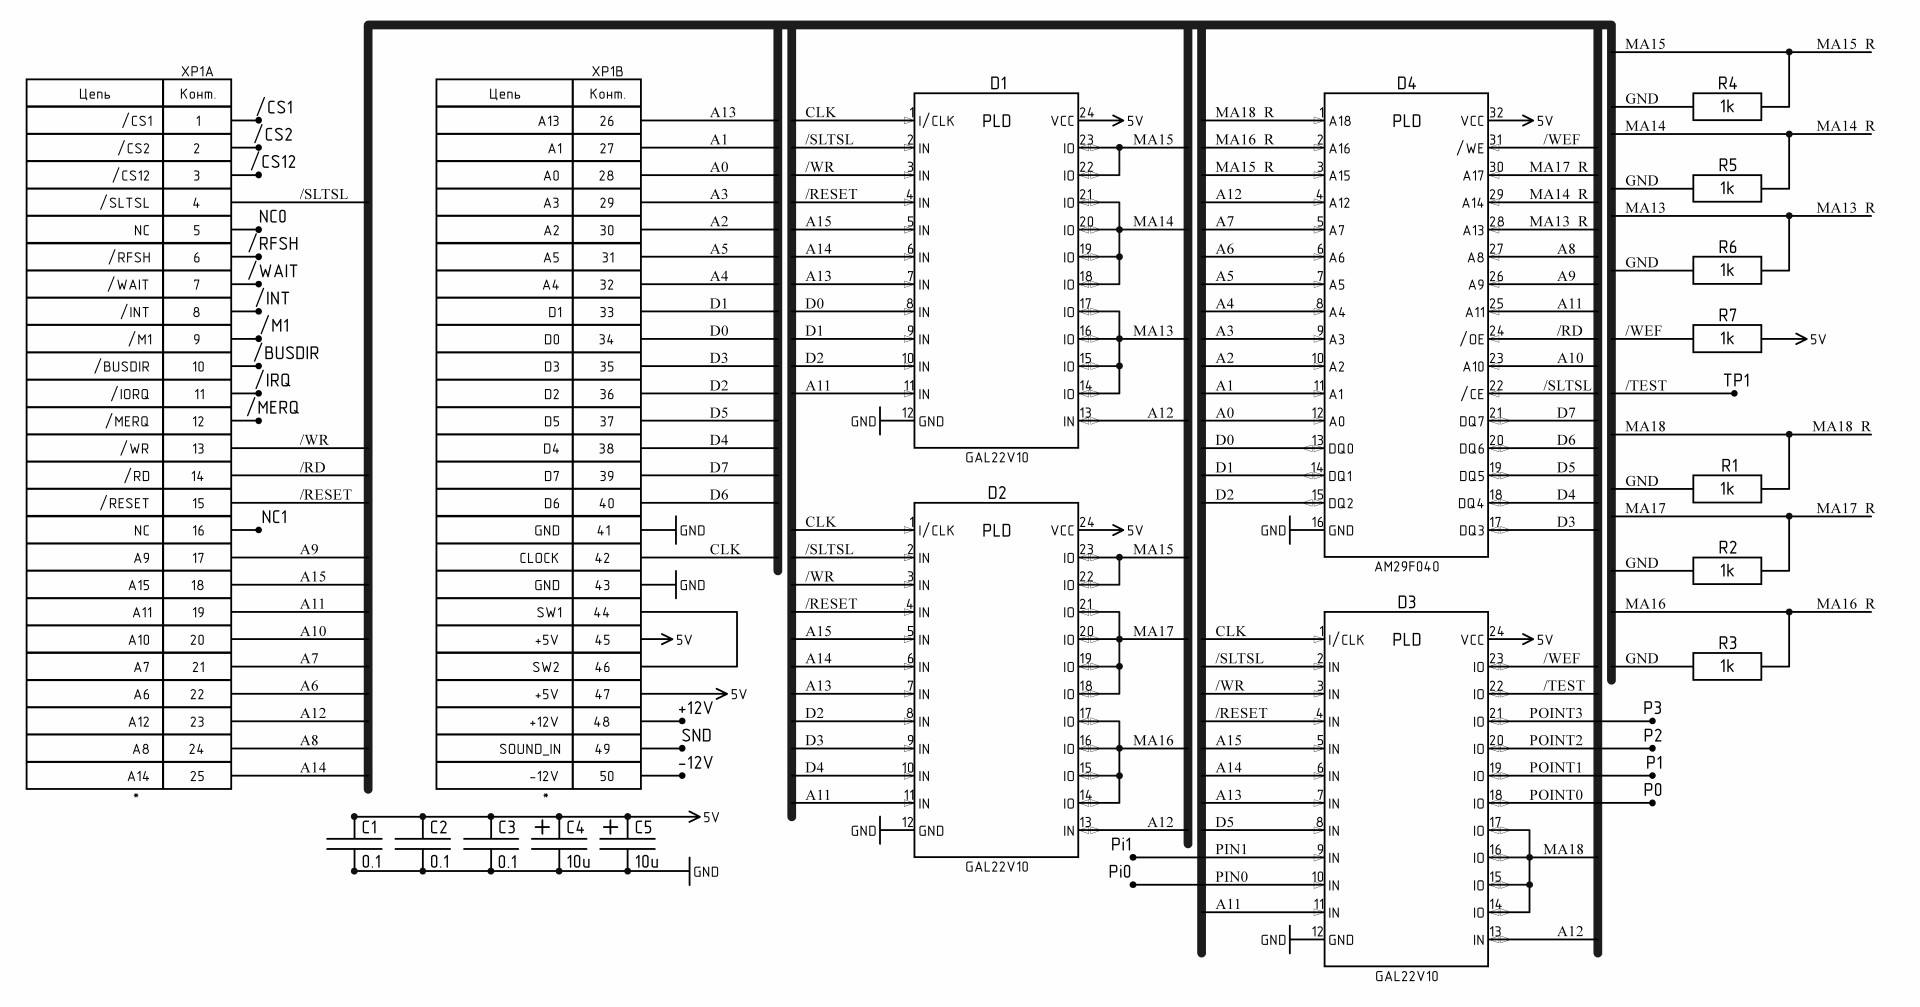 XP1A
Цепь Конт.
/CS1 1 /CS1
/CS2 2 /CS2
/CS12 3 /CS12
/SLTSL 4 /SLTSL
NC 5 NC0
/RFSH 6 /RFSH
/WAIT 7 /WAIT
/INT 8 /INT
/M1 9 /M1
/BUSDIR 10 /BUSDIR
/IORQ 11 /IRQ
/MERQ 12 /MERQ
/WR 13 /WR
/RD 14 /RD
/RESET 15 /RESET
NC 16 NC1
A9 17 A9
A15 18 A15
A11 19 A11
A10 20 A10
A7 21 A7
A6 22 A6
A12 23 A12
A8 24 A8
A14 25 A14
*
XP1B
Цепь Конт.
A13 26 A13
A1 27 A1
A0 28 A0
A3 29 A3
A2 30 A2
A5 31 A5
A4 32 A4
D1 33 D1
D0 34 D0
D3 35 D3
D2 36 D2
D5 37 D5
D4 38 D4
D7 39 D7
D6 40 D6
GND 41 GND
CLOCK 42 CLK
GND 43 GND
SW1 44
+5V 45 5V
SW2 46
+5V 47 5V
+12V 48 +12V
SOUND_IN 49 SND
-12V 50 -12V
*
C1 C2 C3 + C4 + C5 5V
0.1 0.1 0.1 10u 10u GND
D1
CLK 1 I/CLK PLD VCC 24 5V
/SLTSL 2 IN IO 23 MA15
/WR 3 IN IO 22
/RESET 4 IN IO 21
A15 5 IN IO 20 MA14
A14 6 IN IO 19
A13 7 IN IO 18
D0 8 IN IO 17
D1 9 IN IO 16 MA13
D2 10 IN IO 15
A11 11 IN IO 14
GND 12 GND IN 13 A12
GAL22V10
D2
CLK 1 I/CLK PLD VCC 24 5V
/SLTSL 2 IN IO 23 MA15
/WR 3 IN IO 22
/RESET 4 IN IO 21
A15 5 IN IO 20 MA17
A14 6 IN IO 19
A13 7 IN IO 18
D2 8 IN IO 17
D3 9 IN IO 16 MA16
D4 10 IN IO 15
A11 11 IN IO 14
GND 12 GND IN 13 A12
GAL22V10
D4
MA18 R 1 A18 PLD VCC 32 5V
MA16 R 2 A16 /WE 31 /WEF
MA15 R 3 A15 A17 30 MA17 R
A12 4 A12 A14 29 MA14 R
A7 5 A7 A13 28 MA13 R
A6 6 A6 A8 27 A8
A5 7 A5 A9 26 A9
A4 8 A4 A11 25 A11
A3 9 A3 /OE 24 /RD
A2 10 A2 A10 23 A10
A1 11 A1 /CE 22 /SLTSL
A0 12 A0 DQ7 21 D7
D0 13 DQ0 DQ6 20 D6
D1 14 DQ1 DQ5 19 D5
D2 15 DQ2 DQ4 18 D4
GND 16 GND DQ3 17 D3
AM29F040
D3
CLK 1 I/CLK PLD VCC 24 5V
/SLTSL 2 IN IO 23 /WEF
/WR 3 IN IO 22 /TEST
/RESET 4 IN IO 21 POINT3 P3
A15 5 IN IO 20 POINT2 P2
A14 6 IN IO 19 POINT1 P1
A13 7 IN IO 18 POINT0 P0
D5 8 IN IO 17
Pi1 PIN1 9 IN IO 16 MA18
Pi0 PIN0 10 IN IO 15
A11 11 IN IO 14
GND 12 GND IN 13 A12
GAL22V10
MA15 MA15 R
R4
GND 1k
MA14 MA14 R
R5
GND 1k
MA13 MA13 R
R6
GND 1k
R7
/WEF 1k 5V
/TEST TP1
MA18 MA18 R
R1
GND 1k
MA17 MA17 R
R2
GND 1k
MA16 MA16 R
R3
GND 1k